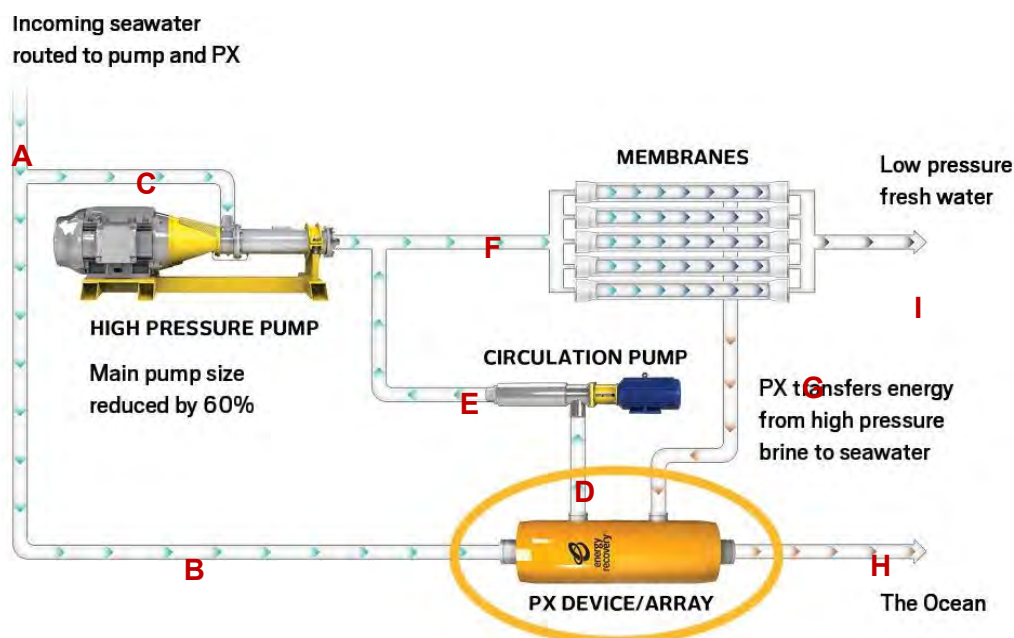 Incoming seawater
routed to pump and PX
A
C
MEMBRANES
Low pressure
fresh water
F
I
HIGH PRESSURE PUMP
Main pump size
reduced by 60%
CIRCULATION PUMP
E
G
PX transfers energy
from high pressure
brine to seawater
D
energy
recovery
B
H
PX DEVICE/ARRAY
The Ocean